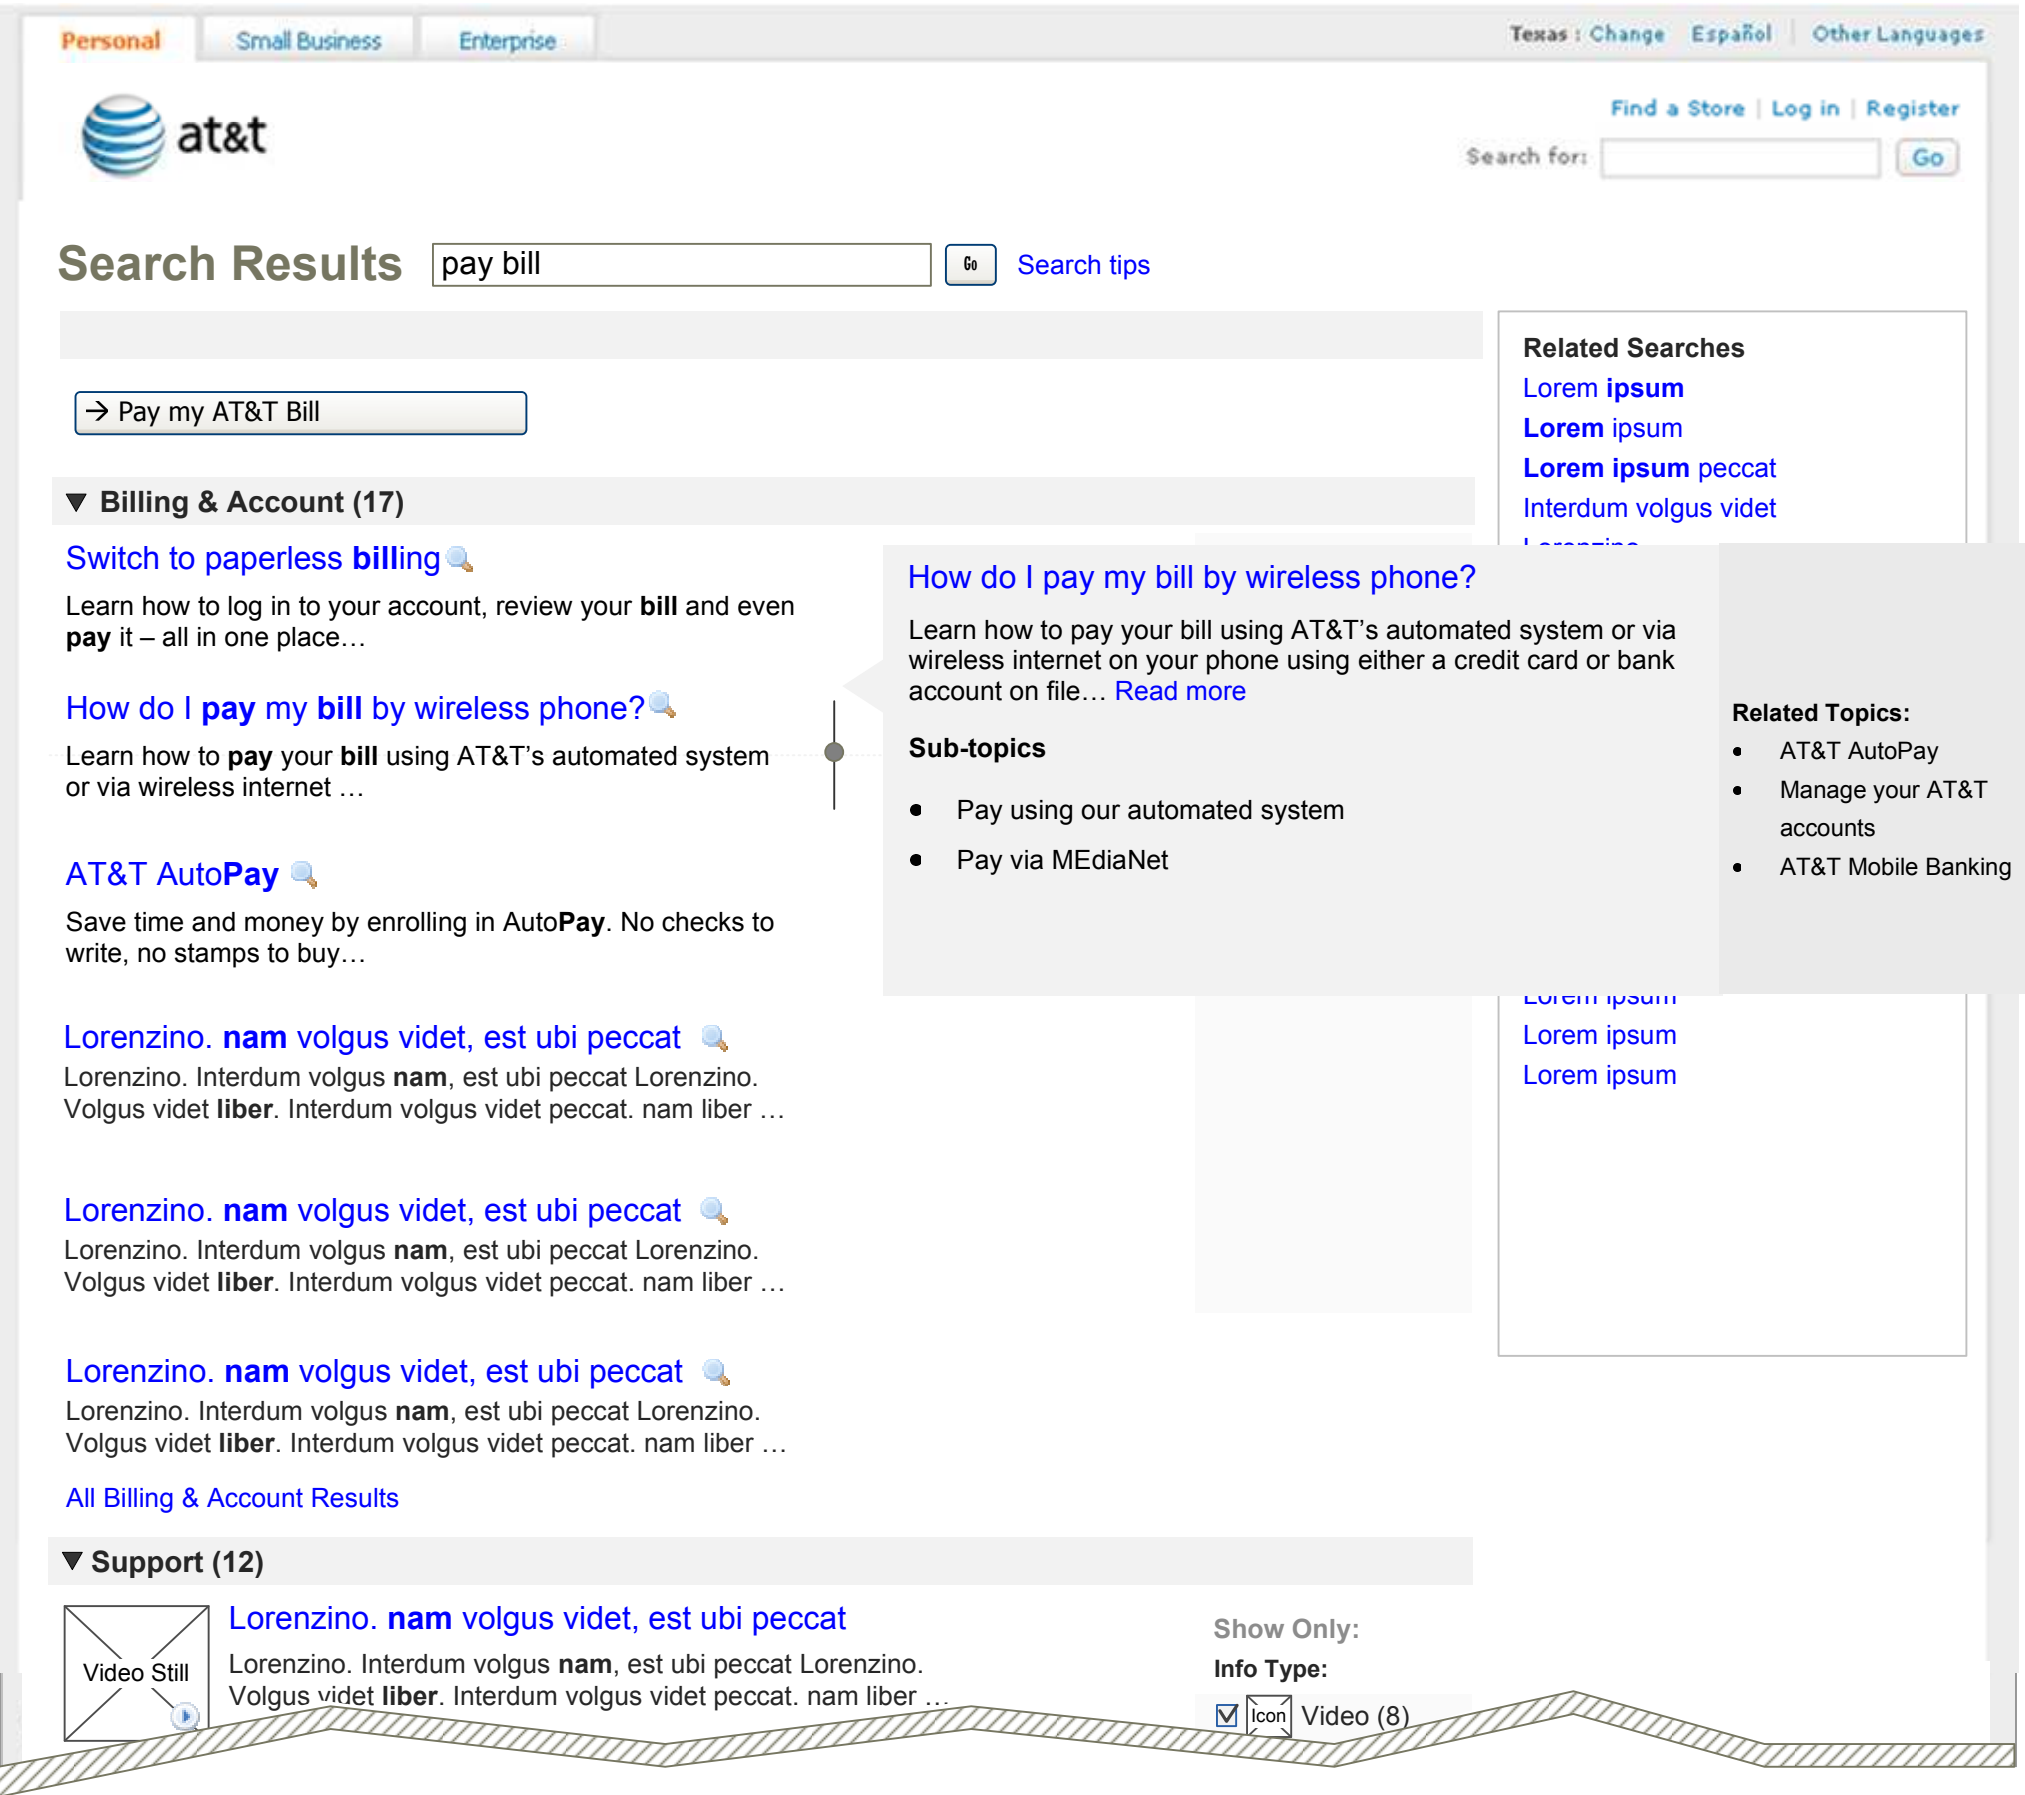 Personal
Small Business
Enterprise
Texas : Change Español | Other Languages
at&t
Find a Store | Log in | Register
Search for:
Go
Search Results
pay bill
Go
Search tips
→ Pay my AT&T Bill
Related Searches
Lorem ipsum
Lorem ipsum
Lorem ipsum peccat
Interdum volgus videt
Lorenzino
▼ Billing & Account (17)
Switch to paperless billing
Learn how to log in to your account, review your bill and even
pay it – all in one place…
How do I pay my bill by wireless phone?
Learn how to pay your bill using AT&T’s automated system
or via wireless internet …
AT&T AutoPay
Save time and money by enrolling in AutoPay. No checks to
write, no stamps to buy…
How do I pay my bill by wireless phone?
Learn how to pay your bill using AT&T’s automated system or via
wireless internet on your phone using either a credit card or bank
account on file… Read more
Sub-topics
• Pay using our automated system
• Pay via MEdiaNet
Related Topics:
• AT&T AutoPay
• Manage your AT&T
accounts
• AT&T Mobile Banking
Lorem ipsum
Lorem ipsum
Lorem ipsum
Lorenzino. nam volgus videt, est ubi peccat
Lorenzino. Interdum volgus nam, est ubi peccat Lorenzino.
Volgus videt liber. Interdum volgus videt peccat. nam liber …
Lorenzino. nam volgus videt, est ubi peccat
Lorenzino. Interdum volgus nam, est ubi peccat Lorenzino.
Volgus videt liber. Interdum volgus videt peccat. nam liber …
Lorenzino. nam volgus videt, est ubi peccat
Lorenzino. Interdum volgus nam, est ubi peccat Lorenzino.
Volgus videt liber. Interdum volgus videt peccat. nam liber …
All Billing & Account Results
▼ Support (12)
Video Still
Lorenzino. nam volgus videt, est ubi peccat
Lorenzino. Interdum volgus nam, est ubi peccat Lorenzino.
Volgus videt liber. Interdum volgus videt peccat. nam liber …
Show Only:
Info Type:
Icon
Video (8)